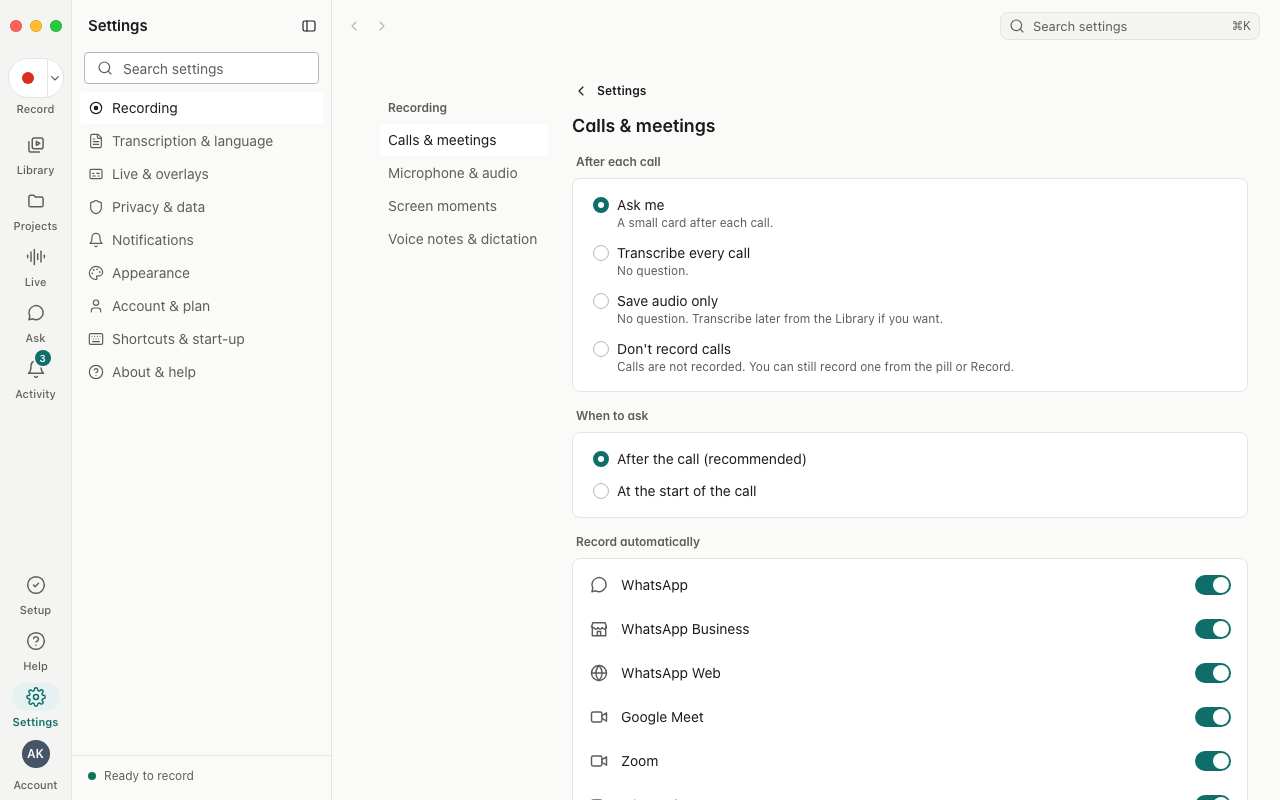 Settings
Search settings
⌘K
Search settings
Record
Library
Projects
Live
Ask
3
Activity
Setup
Help
Settings
AK
Account
Recording
Transcription & language
Live & overlays
Privacy & data
Notifications
Appearance
Account & plan
Shortcuts & start-up
About & help
Ready to record
Recording
Calls & meetings
Microphone & audio
Screen moments
Voice notes & dictation
Settings
Calls & meetings
After each call
Ask me
A small card after each call.
Transcribe every call
No question.
Save audio only
No question. Transcribe later from the Library if you want.
Don't record calls
Calls are not recorded. You can still record one from the pill or Record.
When to ask
After the call (recommended)
At the start of the call
Record automatically
WhatsApp
WhatsApp Business
WhatsApp Web
Google Meet
Zoom